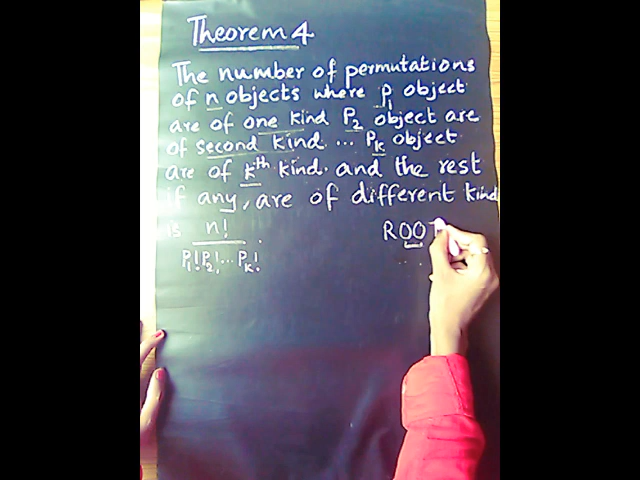 Theorem 4
The number of permutations
of n objects where P1 object
are of one kind P2 object are
of second kind ... PK object
are of kth kind and the rest
if any, are of different kind
is n!
P1! P2! ... PK!
ROOT